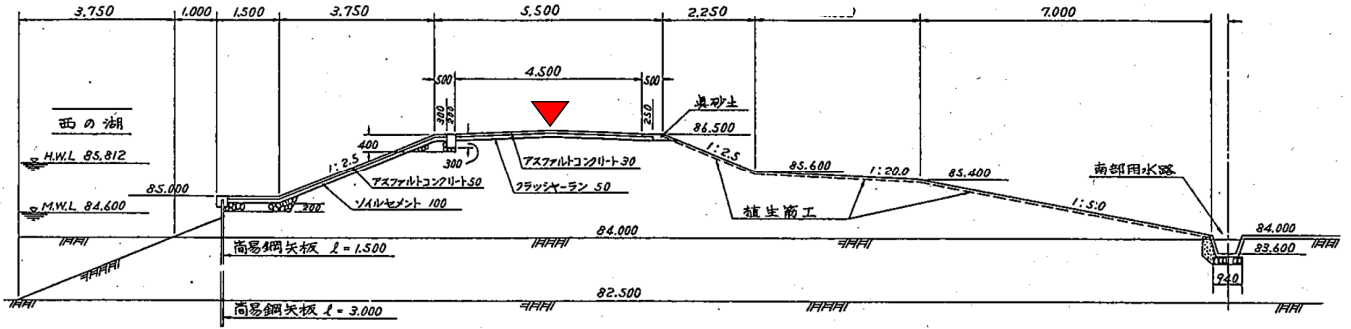 3.750 1.000 1.500 3.750 5.500 2.250 7.000
500 4.500 500
300 200 250
西の湖
真砂土
86.500
H.W.L 85.812
400
300
1:2.5
1:2.5
アスファルトコンクリート30
アスファルトコンクリート50
クラッシャーラン 50
ソイルセメント 100
85.600
1:20.0
85.400
南部用水路
85.000
200
M.W.L 84.600
植生筋工
1:5.0
84.000
84.000
83.600
簡易鋼矢板 ℓ=1.500
940
82.500
簡易鋼矢板 ℓ=3.000